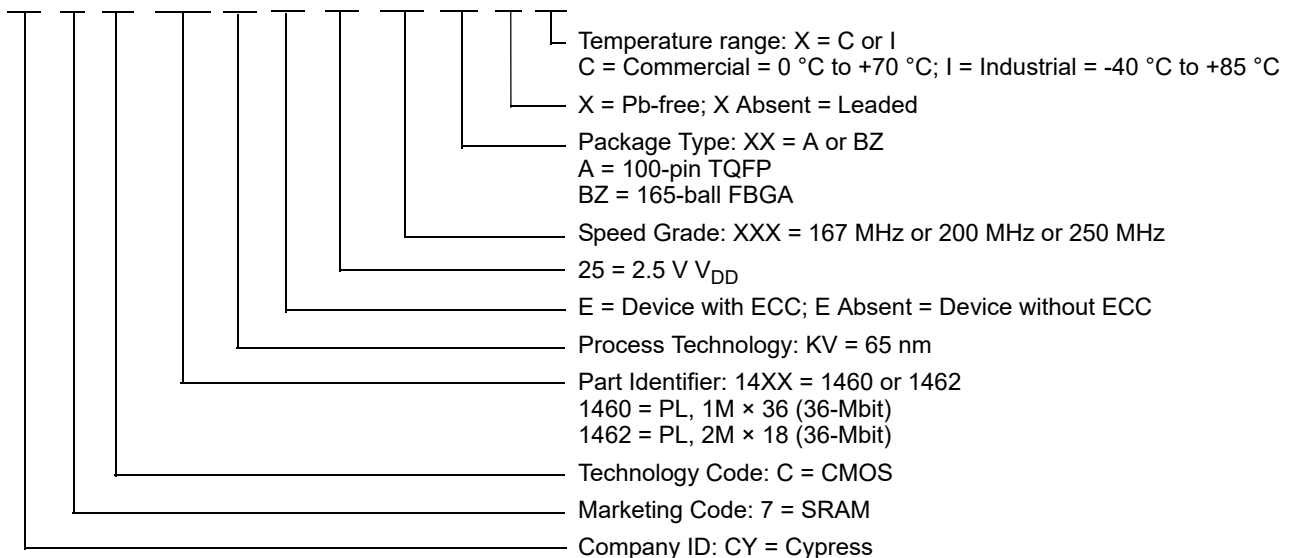 Temperature range: X = C or I
C = Commercial = 0 °C to +70 °C; I = Industrial = -40 °C to +85 °C
X = Pb-free; X Absent = Leaded
Package Type: XX = A or BZ
A = 100-pin TQFP
BZ = 165-ball FBGA
Speed Grade: XXX = 167 MHz or 200 MHz or 250 MHz
25 = 2.5 V VDD
E = Device with ECC; E Absent = Device without ECC
Process Technology: KV = 65 nm
Part Identifier: 14XX = 1460 or 1462
1460 = PL, 1M × 36 (36-Mbit)
1462 = PL, 2M × 18 (36-Mbit)
Technology Code: C = CMOS
Marketing Code: 7 = SRAM
Company ID: CY = Cypress